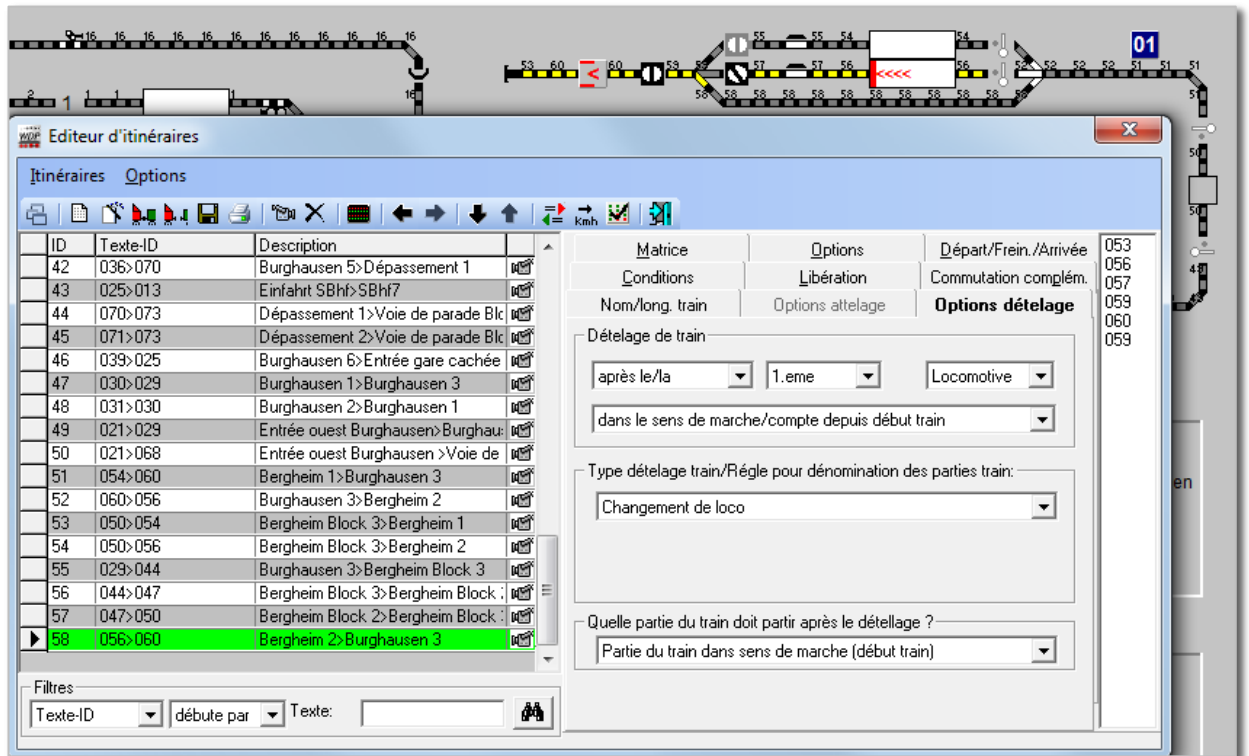 16 16 16 16 16 16 16 16 16 16 16
55 55 54 54
01
53 60 60 59 59 57 57 56 56 52 52 52 52 51 51 51
<
<<<<
2 1 1 1 1 16
58 58 58 58 58 58 58 58 58 58 58 58
51
WDP Editeur d'itinéraires
50
Itinéraires Options
Kmh
50
48
ID Texte-ID Description
42 036>070 Burghausen 5>Dépassement 1
43 025>013 Einfahrt SBhf>SBhf7
44 070>073 Dépassement 1>Voie de parade Blc
45 071>073 Dépassement 2>Voie de parade Blc
46 039>025 Burghausen 6>Entrée gare cachée
47 030>029 Burghausen 1>Burghausen 3
48 031>030 Burghausen 2>Burghausen 1
49 021>029 Entrée ouest Burghausen>Burghau:
50 021>068 Entrée ouest Burghausen >Voie de
51 054>060 Bergheim 1>Burghausen 3
52 060>056 Burghausen 3>Bergheim 2
53 050>054 Bergheim Block 3>Bergheim 1
54 050>056 Bergheim Block 3>Bergheim 2
55 029>044 Burghausen 3>Bergheim Block 3
56 044>047 Bergheim Block 3>Bergheim Block
57 047>050 Bergheim Block 2>Bergheim Block
58 056>060 Bergheim 2>Burghausen 3
Filtres
Texte-ID débute par Texte:
Matrice Options Départ/Frein./Arrivée
Conditions Libération Commutation complém.
Nom/long. train Options attelage Options dételage
Dételage de train
après le/la 1.eme Locomotive
dans le sens de marche/compte depuis début train
Type dételage train/Régle pour dénomination des parties train:
Changement de loco
Quelle partie du train doit partir après le détellage ?
Partie du train dans sens de marche (début train)
053
056
057
059
060
059
en